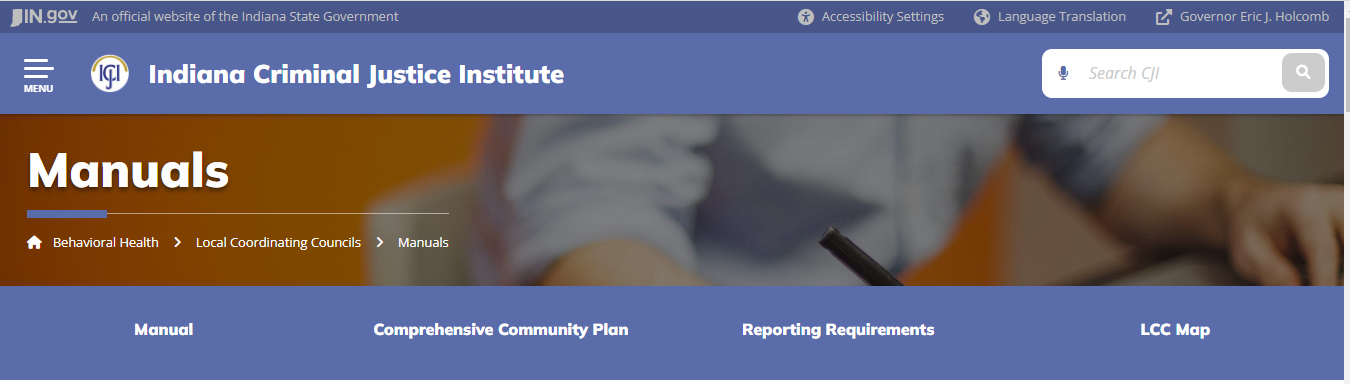 IN.gov An official website of the Indiana State Government Accessibility Settings Language Translation Governor Eric J. Holcomb
MENU ICJI Indiana Criminal Justice Institute Search CJI
Manuals
Behavioral Health Local Coordinating Councils Manuals
Manual Comprehensive Community Plan Reporting Requirements LCC Map